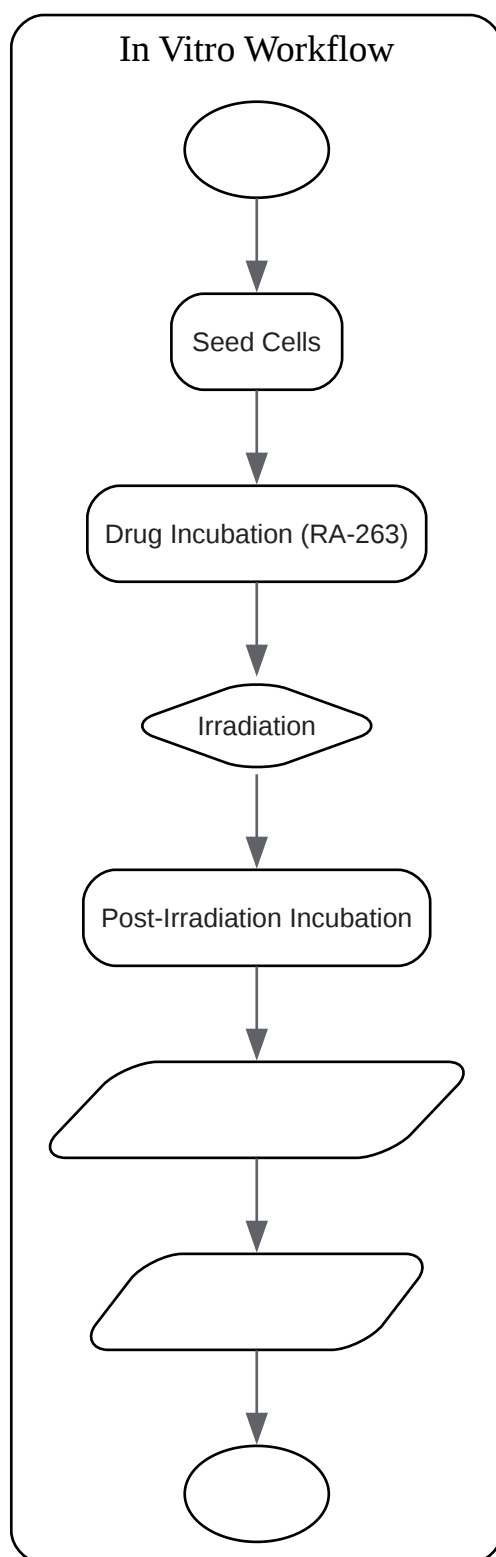 In Vitro Workflow
Seed Cells
Drug Incubation (RA-263)
Irradiation
Post-Irradiation Incubation